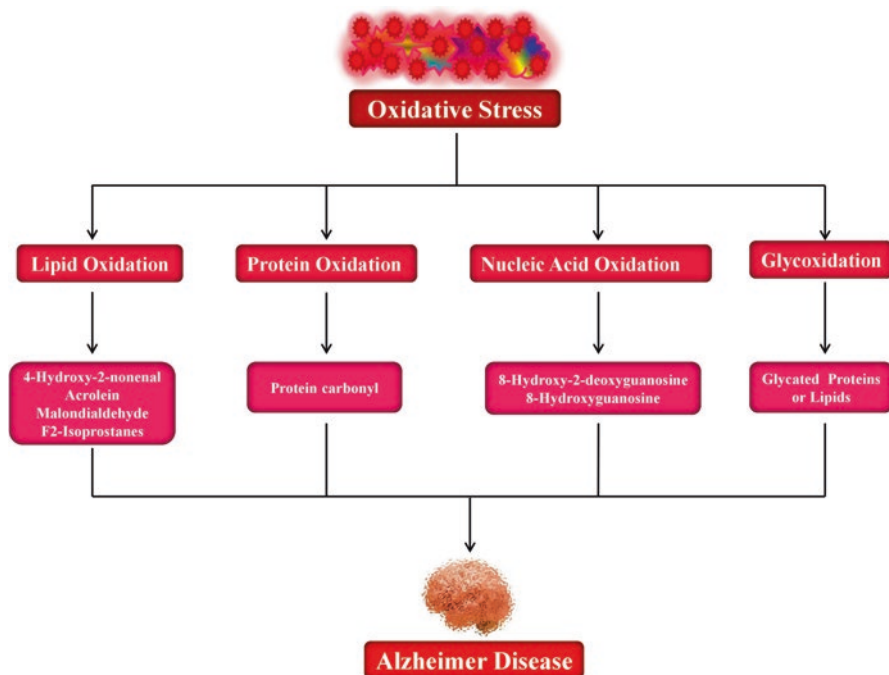 Oxidative Stress
Lipid Oxidation
Protein Oxidation
Nucleic Acid Oxidation
Glycoxidation
4-Hydroxy-2-nonenal
Acrolein
Malondialdehyde
F2-Isoprostanes
Protein carbonyl
8-Hydroxy-2-deoxyguanosine
8-Hydroxyguanosine
Glycated Proteins
or Lipids
Alzheimer Disease